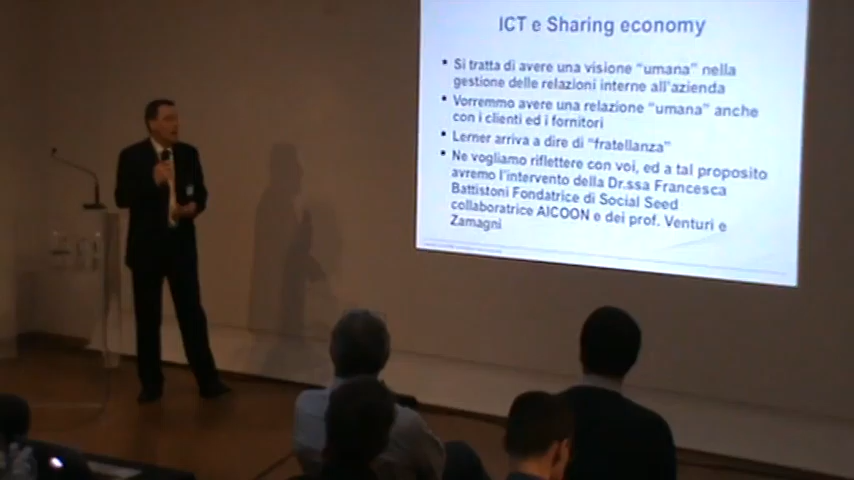 ICT e Sharing economy
Si tratta di avere una visione "umana" nella
gestione delle relazioni interne all'azienda
Vorremmo avere una relazione "umana" anche
con i clienti ed i fornitori
Lerner arriva a dire di "fratellanza"
Ne vogliamo riflettere con voi, ed a tal proposito
avremo l'intervento della Dr.ssa Francesca
Battistoni Fondatrice di Social Seed
collaboratrice AICOON e dei prof. Venturi e
Zamagni